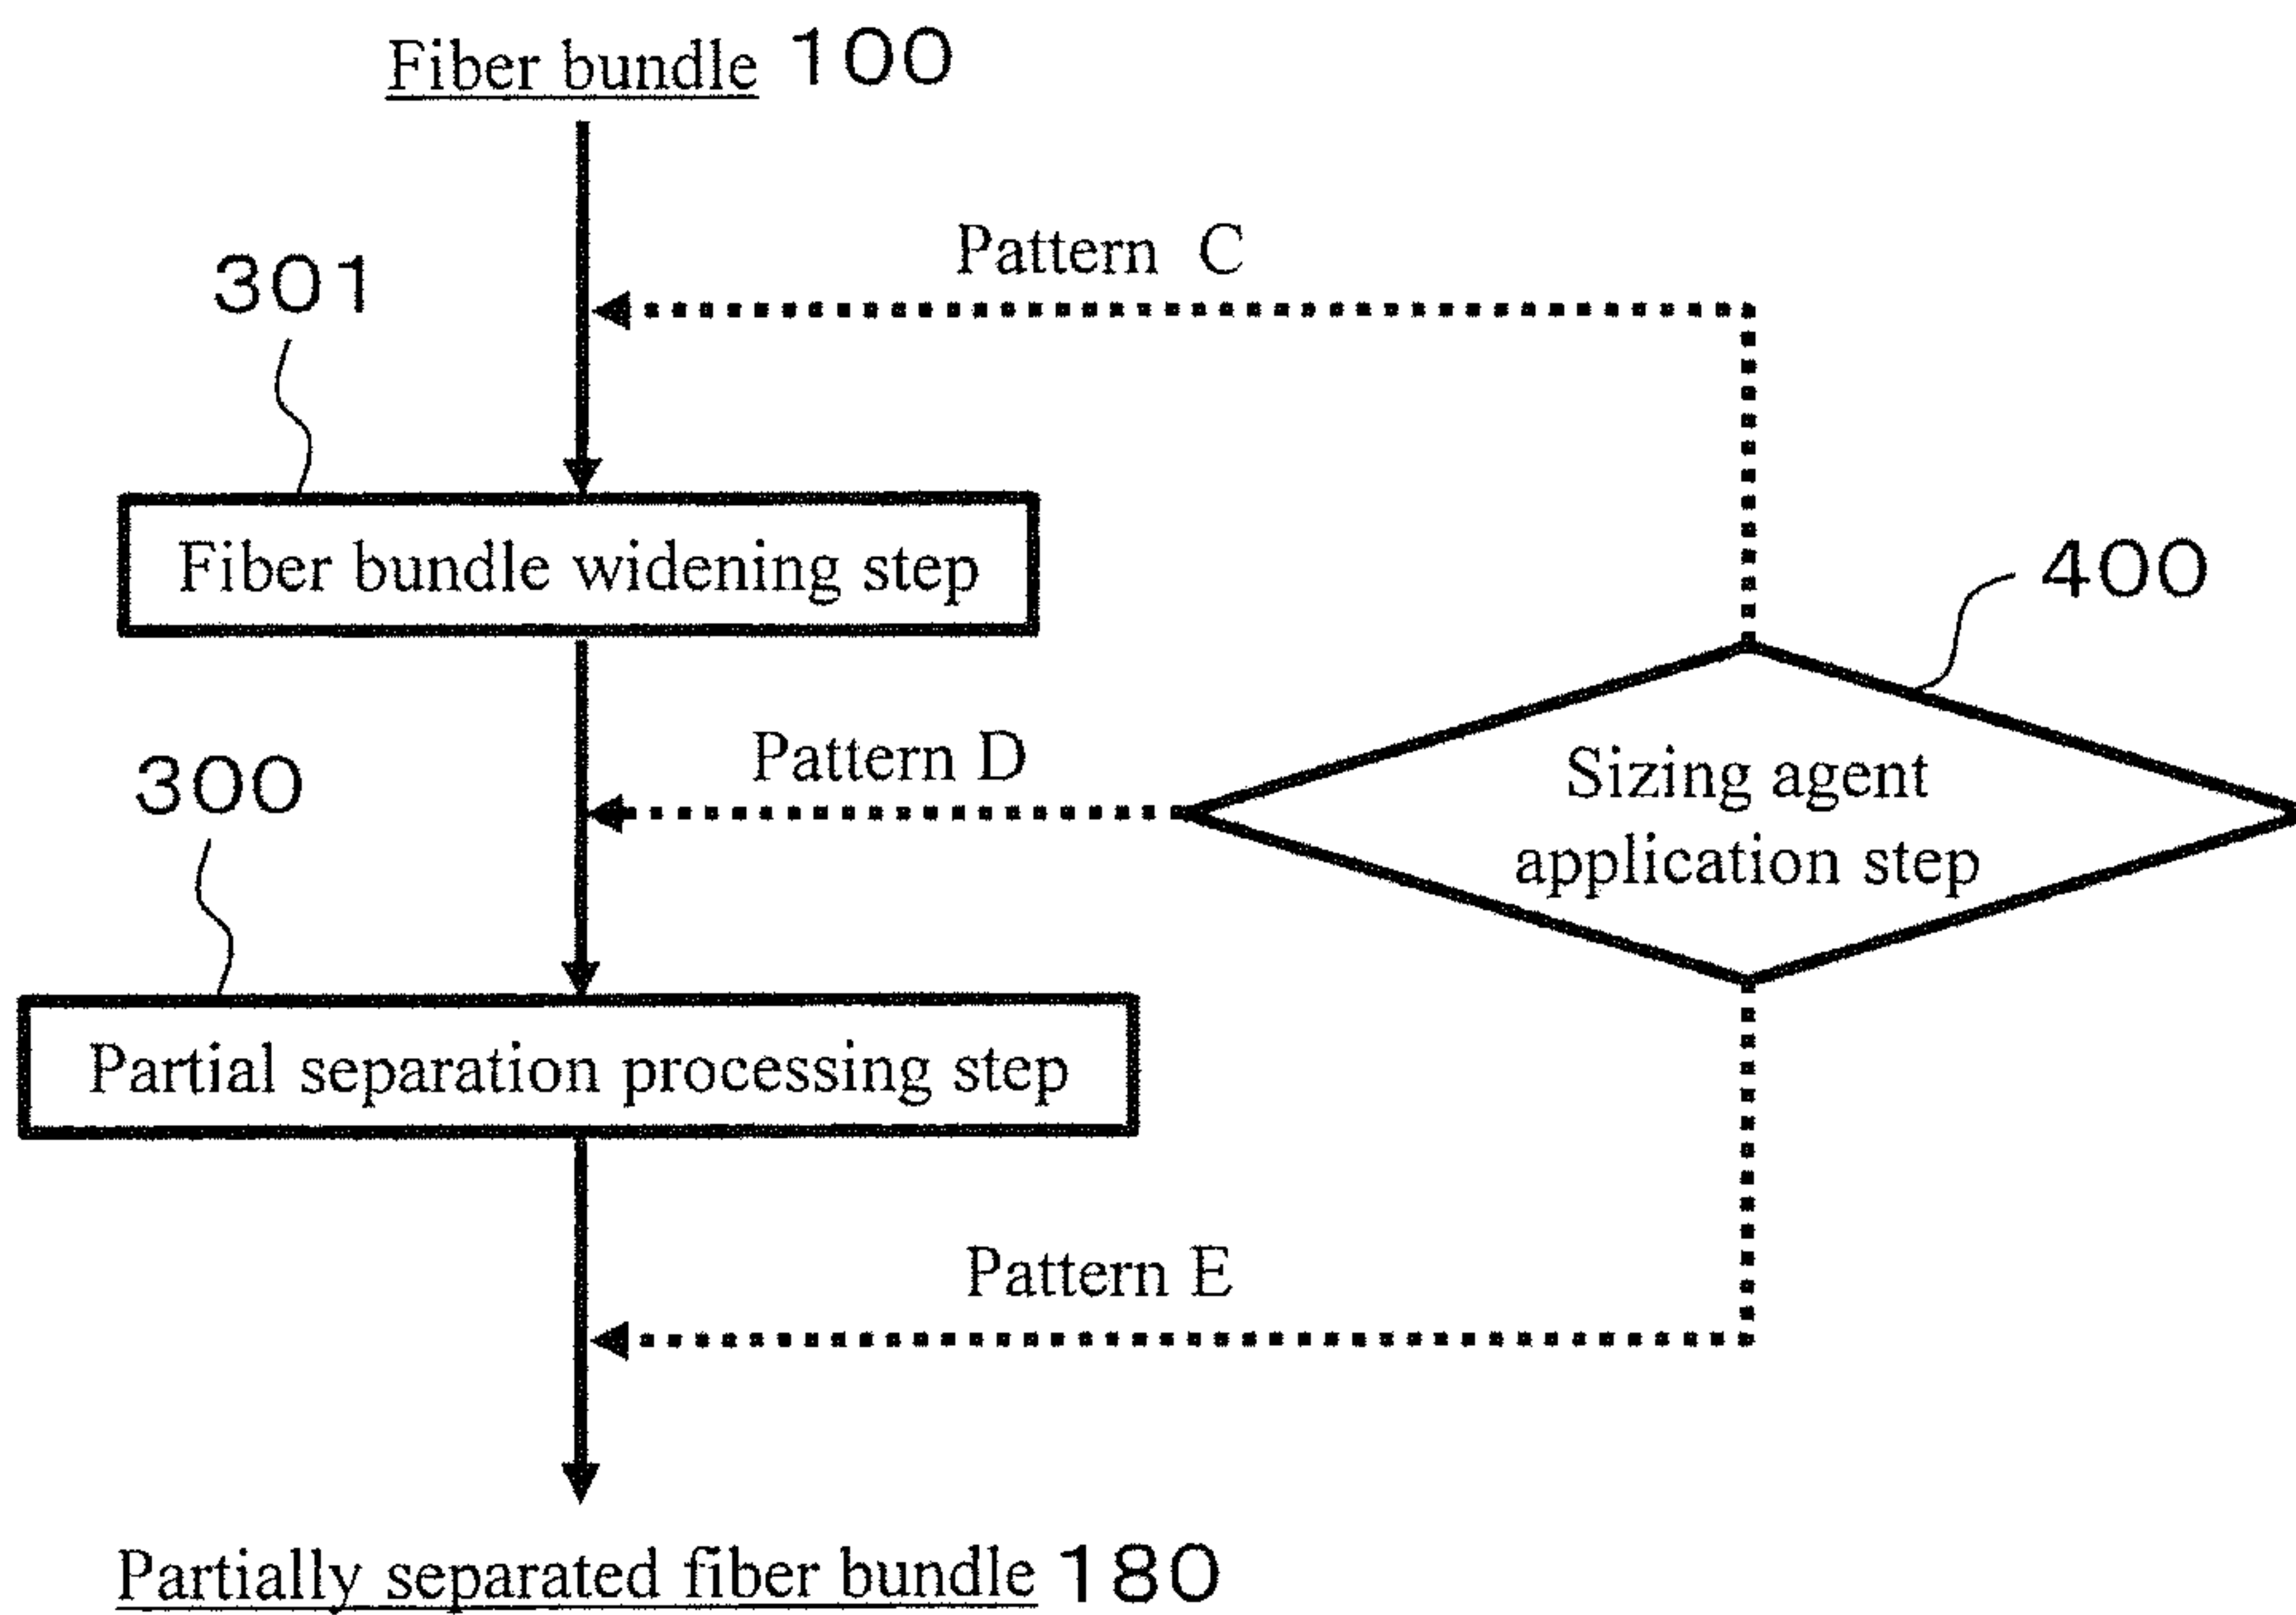 Fiber bundle 100
Pattern C
301
Fiber bundle widening step
400
Pattern D
300
Sizing agent
application step
Partial separation processing step
Pattern E
Partially separated fiber bundle 180